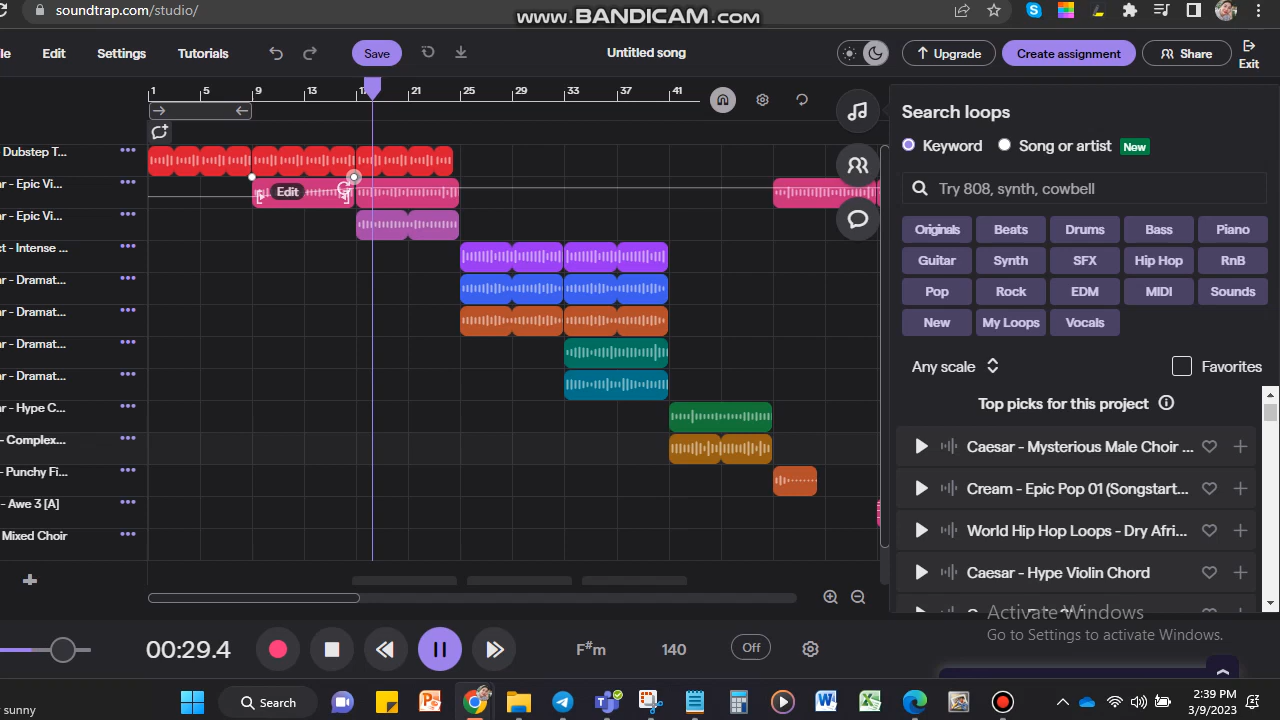 soundtrap.com/studio/
www.BANDICAM.com
le
Edit
Settings
Tutorials
Save
Untitled song
Upgrade
Create assignment
Share
Exit
1
5
9
13
17
21
25
29
33
37
41
Dubstep T...
ar - Epic Vi...
Edit
ar - Epic Vi...
ct - Intense ...
ar - Dramat...
ar - Dramat...
ar - Dramat...
ar - Dramat...
ar - Hype C...
- Complex...
- Punchy Fi...
- Awe 3 [A]
Mixed Choir
Search loops
Keyword
Song or artist
New
Try 808, synth, cowbell
Originals
Beats
Drums
Bass
Piano
Guitar
Synth
SFX
Hip Hop
RnB
Pop
Rock
EDM
MIDI
Sounds
New
My Loops
Vocals
Any scale
Favorites
Top picks for this project
Caesar - Mysterious Male Choir ...
Cream - Epic Pop 01 (Songstart...
World Hip Hop Loops - Dry Afri...
Caesar - Hype Violin Chord
Activate Windows
Go to Settings to activate Windows.
00:29.4
F#m
140
Off
r sunny
Search
2:39 PM
3/9/2023